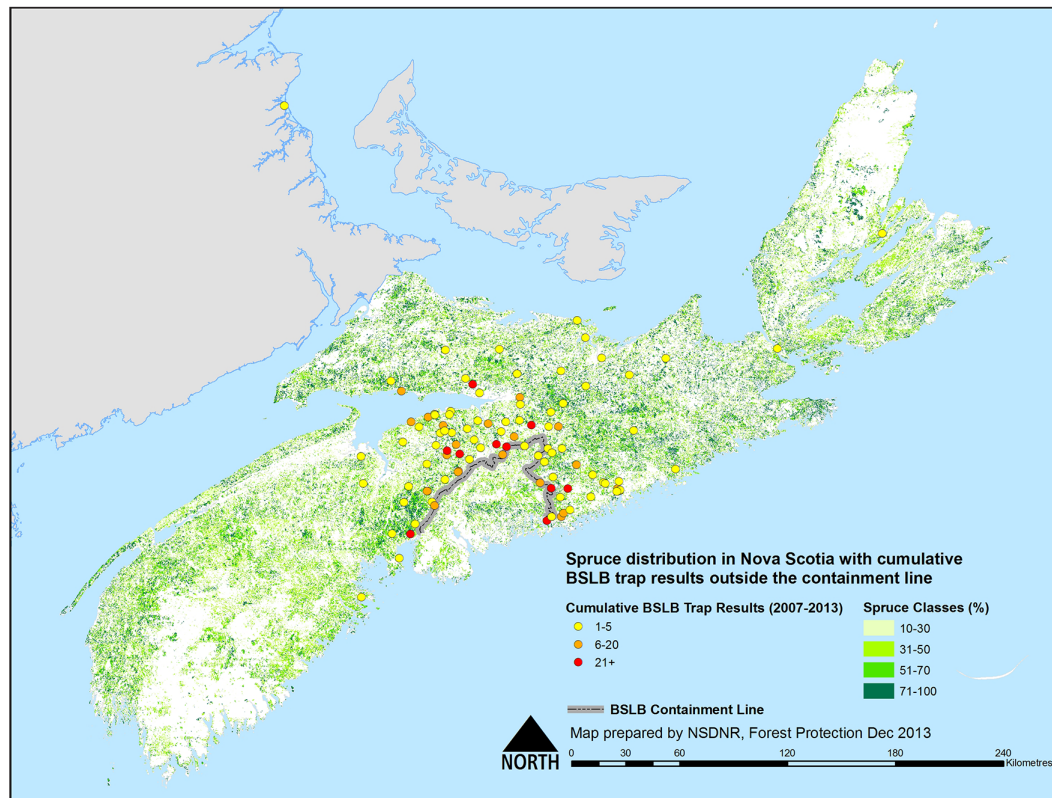 Spruce distribution in Nova Scotia with cumulative
BSLB trap results outside the containment line
Cumulative BSLB Trap Results (2007-2013)
1-5
6-20
21+
Spruce Classes (%)
10-30
31-50
51-70
71-100
BSLB Containment Line
Map prepared by NSDNR, Forest Protection Dec 2013
NORTH
0 30 60 120 180 240
Kilometres